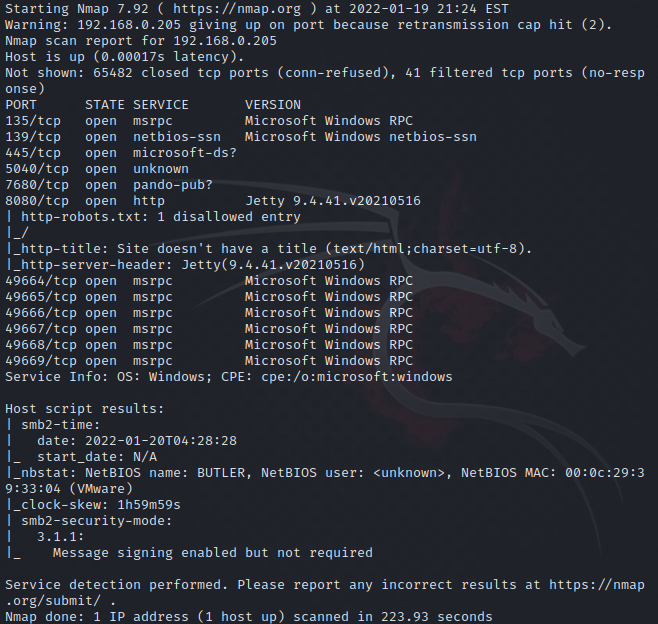 Starting Nmap 7.92 ( https://nmap.org ) at 2022-01-19 21:24 EST
Warning: 192.168.0.205 giving up on port because retransmission cap hit (2).
Nmap scan report for 192.168.0.205
Host is up (0.00017s latency).
Not shown: 65482 closed tcp ports (conn-refused), 41 filtered tcp ports (no-resp
onse)
PORT      STATE SERVICE       VERSION
135/tcp   open  msrpc         Microsoft Windows RPC
139/tcp   open  netbios-ssn   Microsoft Windows netbios-ssn
445/tcp   open  microsoft-ds?
5040/tcp  open  unknown
7680/tcp  open  pando-pub?
8080/tcp  open  http          Jetty 9.4.41.v20210516
| http-robots.txt: 1 disallowed entry
|_/
|_http-title: Site doesn't have a title (text/html;charset=utf-8).
|_http-server-header: Jetty(9.4.41.v20210516)
49664/tcp open  msrpc         Microsoft Windows RPC
49665/tcp open  msrpc         Microsoft Windows RPC
49666/tcp open  msrpc         Microsoft Windows RPC
49667/tcp open  msrpc         Microsoft Windows RPC
49668/tcp open  msrpc         Microsoft Windows RPC
49669/tcp open  msrpc         Microsoft Windows RPC
Service Info: OS: Windows; CPE: cpe:/o:microsoft:windows

Host script results:
| smb2-time:
|   date: 2022-01-20T04:28:28
|_  start_date: N/A
|_nbstat: NetBIOS name: BUTLER, NetBIOS user: <unknown>, NetBIOS MAC: 00:0c:29:3
9:33:04 (VMware)
|_clock-skew: 1h59m59s
| smb2-security-mode:
|   3.1.1:
|_    Message signing enabled but not required

Service detection performed. Please report any incorrect results at https://nmap
.org/submit/ .
Nmap done: 1 IP address (1 host up) scanned in 223.93 seconds